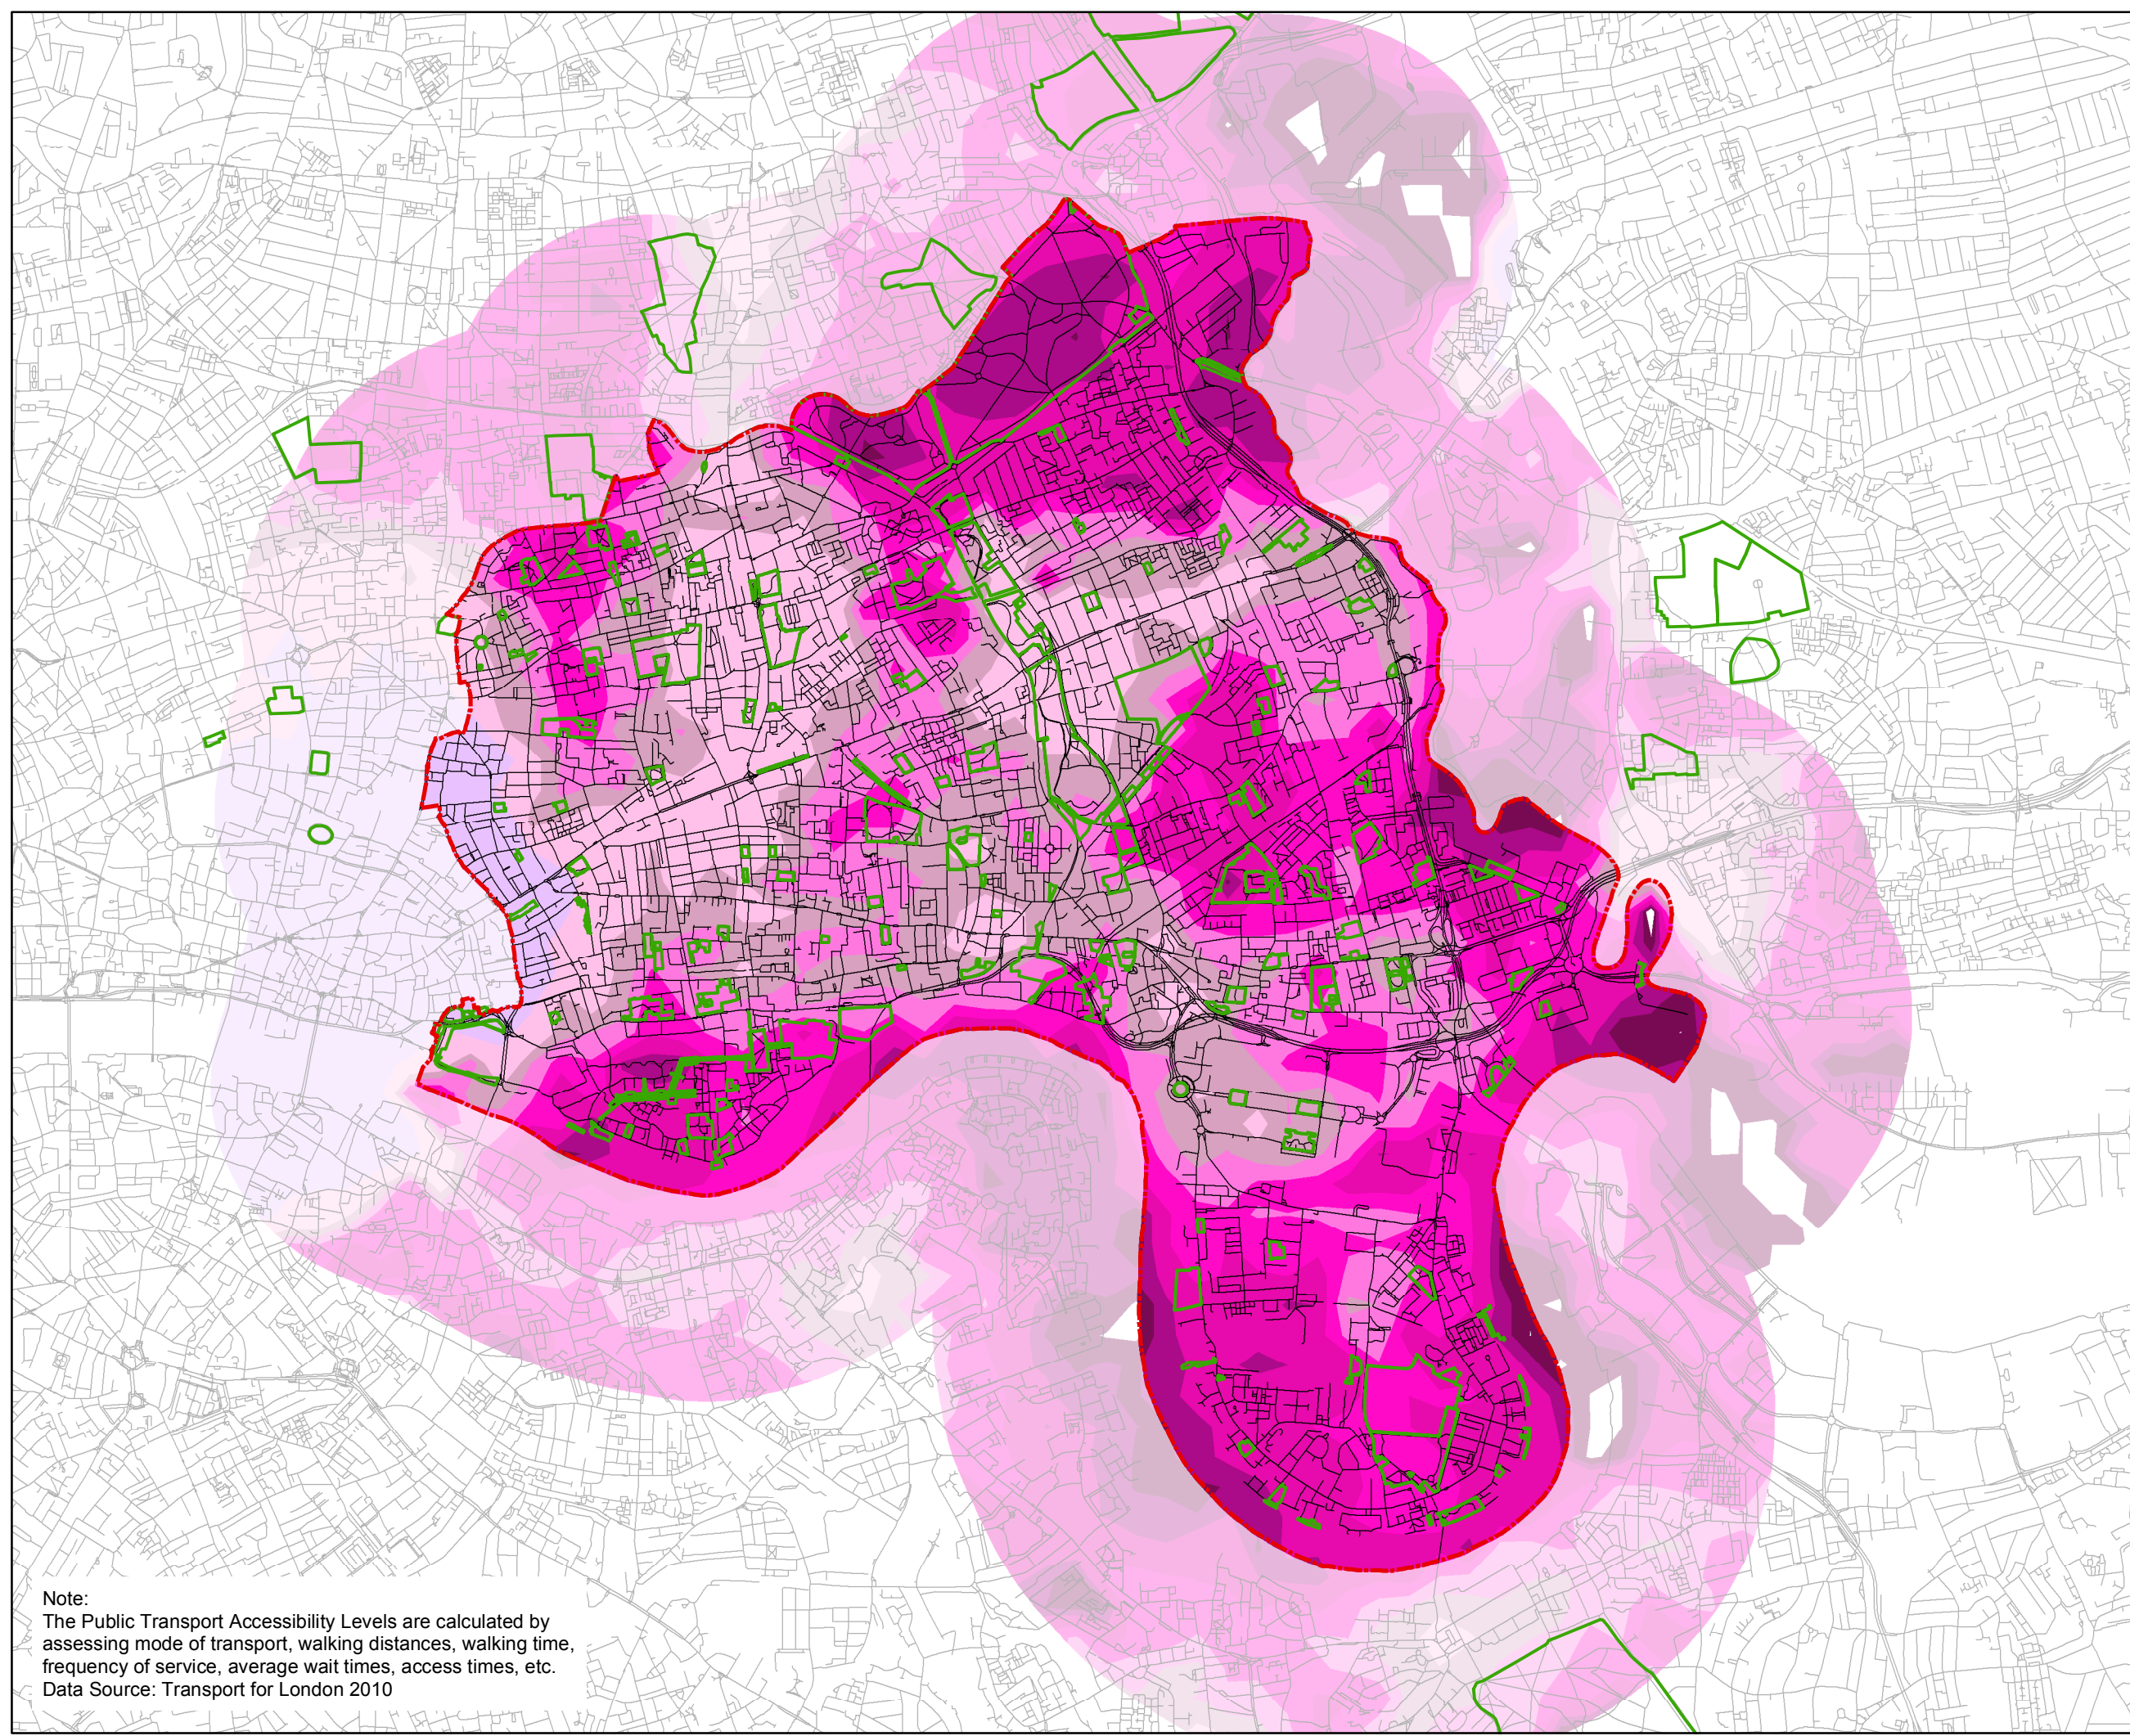 Note:
The Public Transport Accessibility Levels are calculated by
assessing mode of transport, walking distances, walking time,
frequency of service, average wait times, access times, etc.
Data Source: Transport for London 2010